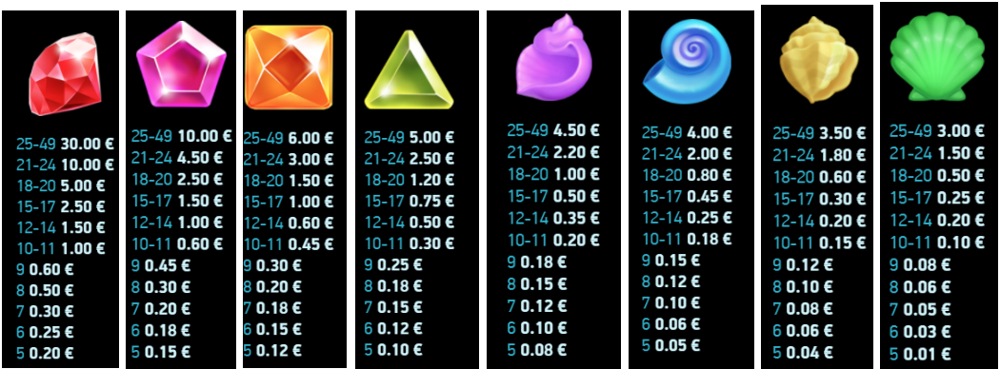 25-49 30.00 €
21-24 10.00 €
18-20 5.00 €
15-17 2.50 €
12-14 1.50 €
10-11 1.00 €
9 0.60 €
8 0.50 €
7 0.30 €
6 0.25 €
5 0.20 €
25-49 10.00 €
21-24 4.50 €
18-20 2.50 €
15-17 1.50 €
12-14 1.00 €
10-11 0.60 €
9 0.45 €
8 0.30 €
7 0.20 €
6 0.18 €
5 0.15 €
25-49 6.00 €
21-24 3.00 €
18-20 1.50 €
15-17 1.00 €
12-14 0.60 €
10-11 0.45 €
9 0.30 €
8 0.20 €
7 0.18 €
6 0.15 €
5 0.12 €
25-49 5.00 €
21-24 2.50 €
18-20 1.20 €
15-17 0.75 €
12-14 0.50 €
10-11 0.30 €
9 0.25 €
8 0.18 €
7 0.15 €
6 0.12 €
5 0.10 €
25-49 4.50 €
21-24 2.20 €
18-20 1.00 €
15-17 0.50 €
12-14 0.35 €
10-11 0.20 €
9 0.18 €
8 0.15 €
7 0.12 €
6 0.10 €
5 0.08 €
25-49 4.00 €
21-24 2.00 €
18-20 0.80 €
15-17 0.45 €
12-14 0.25 €
10-11 0.18 €
9 0.15 €
8 0.12 €
7 0.10 €
6 0.06 €
5 0.05 €
25-49 3.50 €
21-24 1.80 €
18-20 0.60 €
15-17 0.30 €
12-14 0.20 €
10-11 0.15 €
9 0.12 €
8 0.10 €
7 0.08 €
6 0.06 €
5 0.04 €
25-49 3.00 €
21-24 1.50 €
18-20 0.50 €
15-17 0.25 €
12-14 0.20 €
10-11 0.10 €
9 0.08 €
8 0.06 €
7 0.05 €
6 0.03 €
5 0.01 €